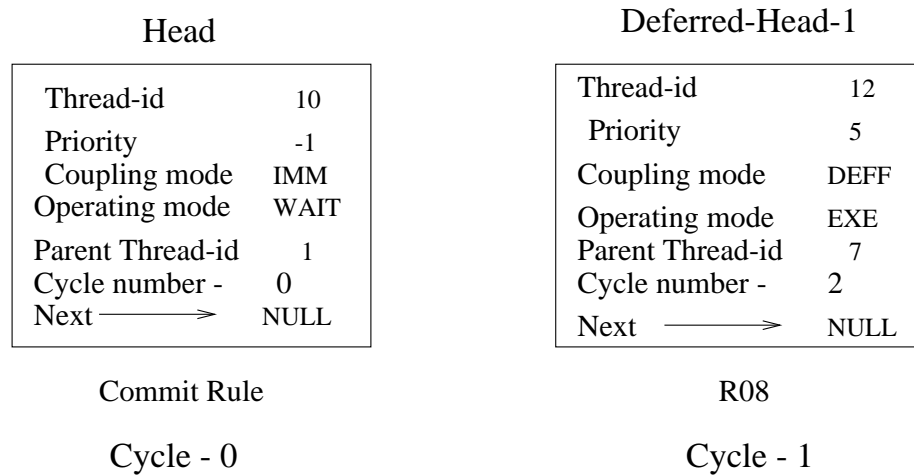 Head
Thread-id 10
Priority -1
Coupling mode IMM
Operating mode WAIT
Parent Thread-id 1
Cycle number - 0
Next NULL
Commit Rule
Cycle - 0
Deferred-Head-1
Thread-id 12
Priority 5
Coupling mode DEFF
Operating mode EXE
Parent Thread-id 7
Cycle number - 2
Next NULL
R08
Cycle - 1